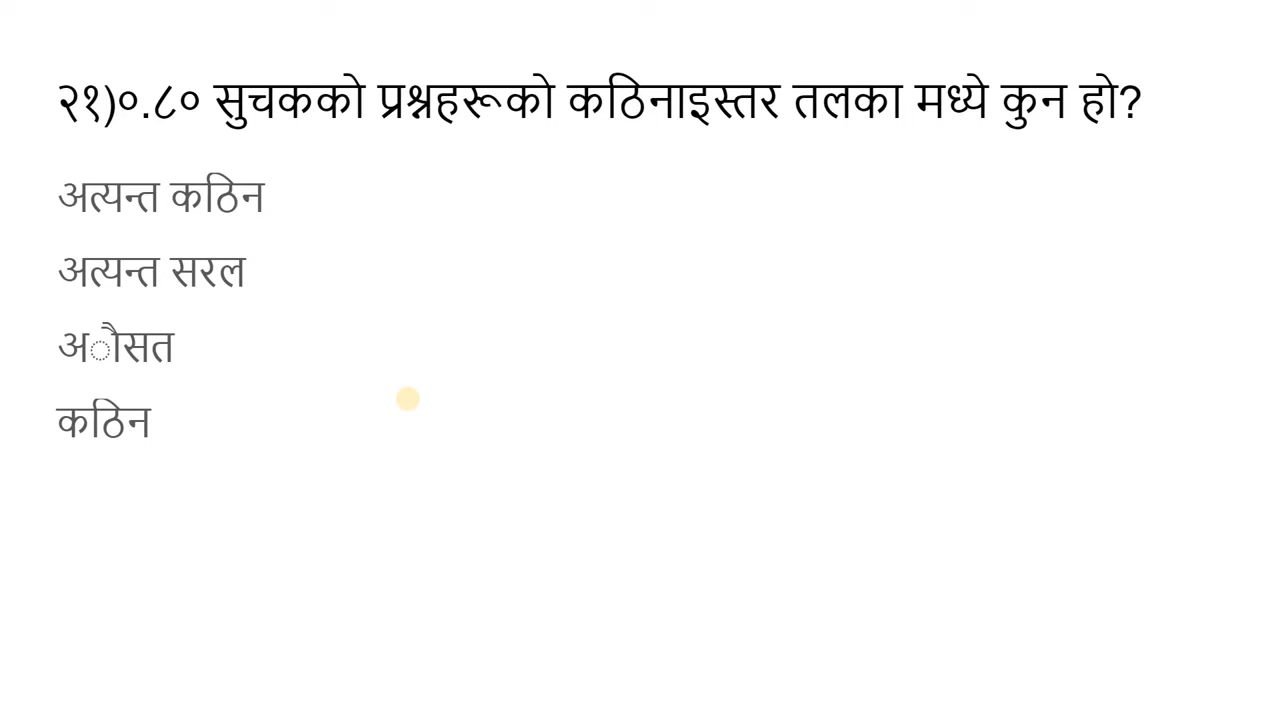 २१)०.८० सुचकको प्रश्नहरूको कठिनाइस्तर तलका मध्ये कुन हो?
अत्यन्त कठिन
अत्यन्त सरल
अौसत
कठिन